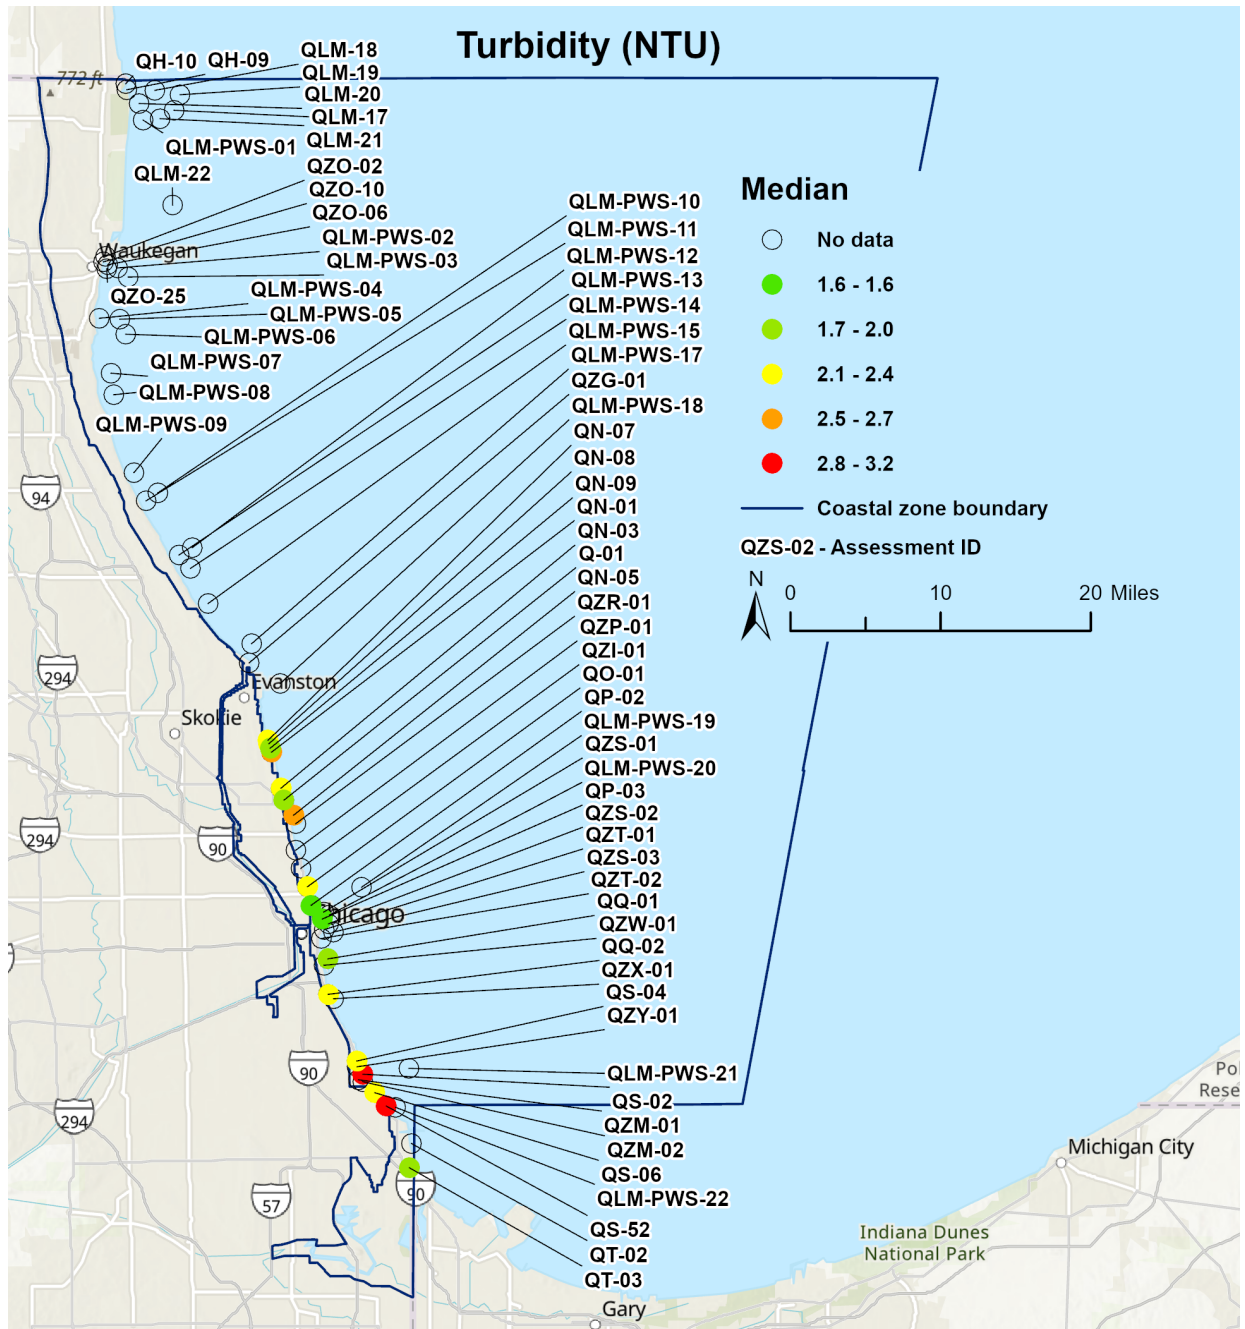 Turbidity (NTU)
QLM-18
QH-10
QH-09
QLM-19
772 ft
QLM-20
QLM-17
QLM-21
QLM-PWS-01
QLM-22
QZO-02
QZO-10
QZO-06
QLM-PWS-02
Waukegan
QLM-PWS-03
QZO-25
QLM-PWS-04
QLM-PWS-05
QLM-PWS-06
QLM-PWS-07
QLM-PWS-08
QLM-PWS-09
QLM-PWS-10
QLM-PWS-11
QLM-PWS-12
QLM-PWS-13
QLM-PWS-14
QLM-PWS-15
QLM-PWS-17
QZG-01
QLM-PWS-18
QN-07
QN-08
QN-09
QN-01
QN-03
Q-01
QN-05
QZR-01
QZP-01
QZI-01
QO-01
QP-02
QLM-PWS-19
QZS-01
QLM-PWS-20
QP-03
QZS-02
QZT-01
QZS-03
QZT-02
QQ-01
QZW-01
QQ-02
QZX-01
QS-04
QZY-01
QLM-PWS-21
QS-02
QZM-01
QZM-02
QS-06
QLM-PWS-22
QS-52
QT-02
QT-03
Median
No data
1.6 - 1.6
1.7 - 2.0
2.1 - 2.4
2.5 - 2.7
2.8 - 3.2
Coastal zone boundary
QZS-02 - Assessment ID
N
0 10 20 Miles
94
294
Evanston
Skokie
294
90
Chicago
90
294
57
90
Michigan City
Indiana Dunes
National Park
Gary